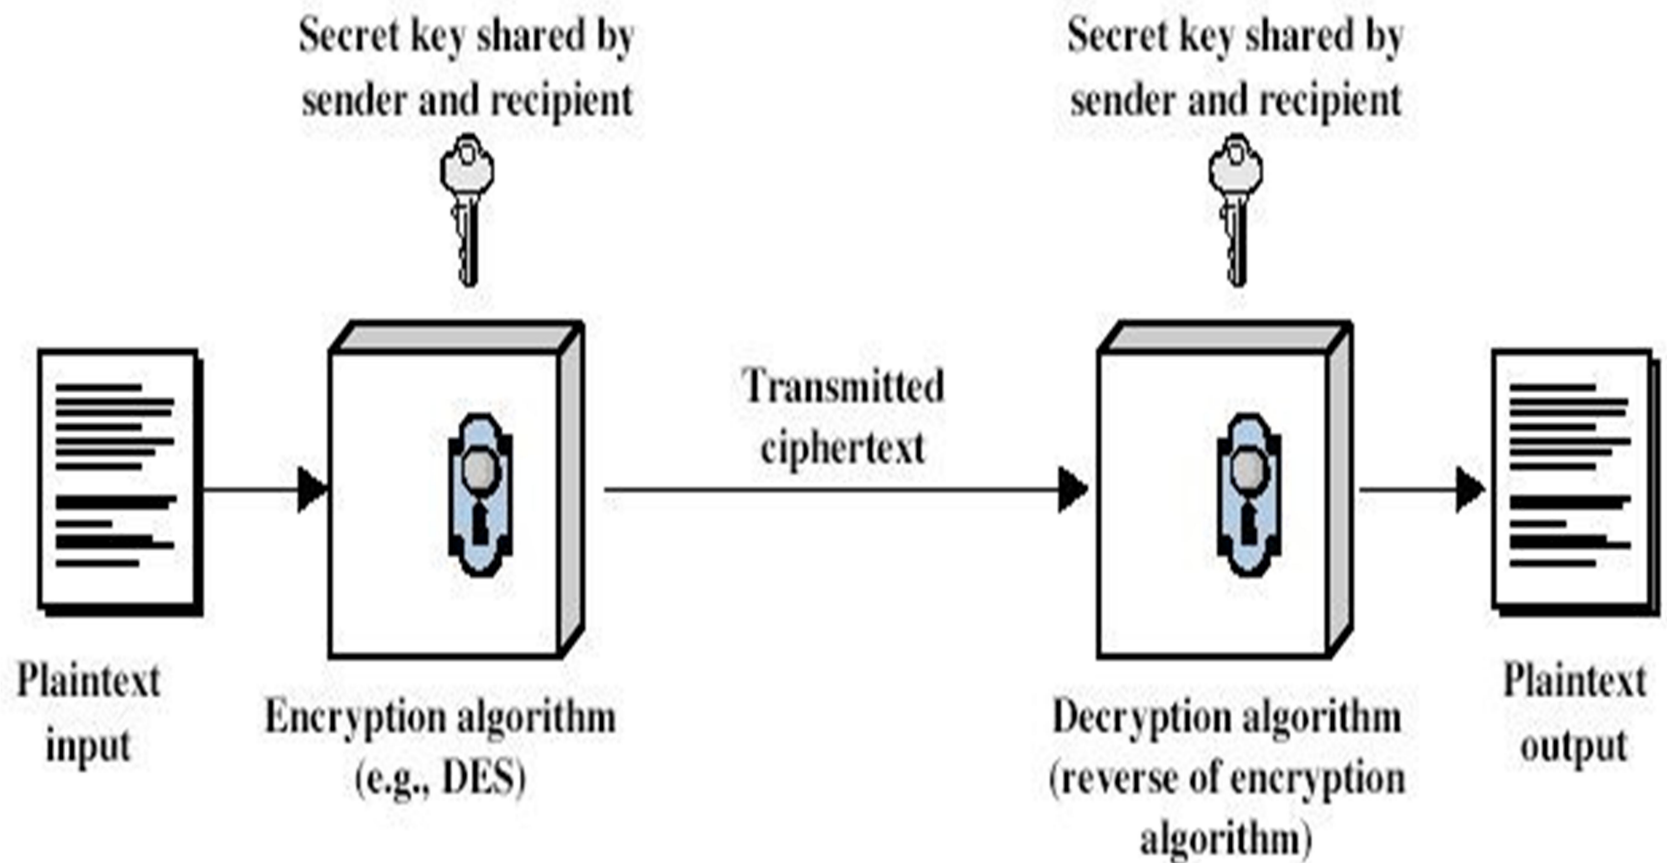 Secret key shared by
sender and recipient
Secret key shared by
sender and recipient
Transmitted
ciphertext
Plaintext
input
Encryption algorithm
(e.g., DES)
Decryption algorithm
(reverse of encryption
algorithm)
Plaintext
output